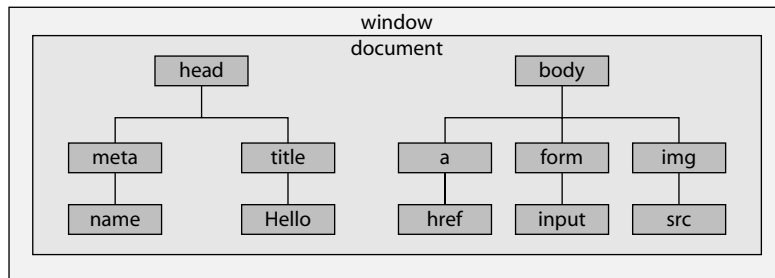 window
document
head body
meta title a form img
name Hello href input src